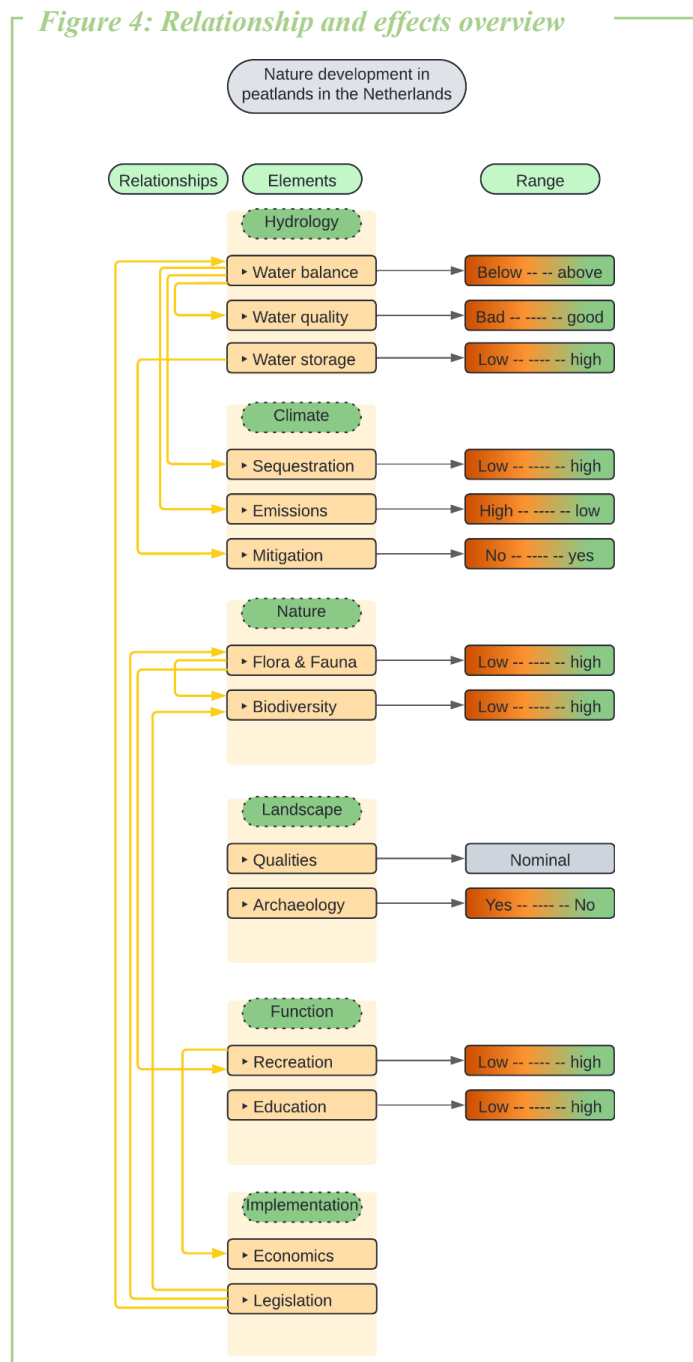 Figure 4: Relationship and effects overview
Nature development in
peatlands in the Netherlands
Relationships
Elements
Range
Hydrology
Water balance
Below -- -- above
Water quality
Bad -- ---- -- good
Water storage
Low -- ---- -- high
Climate
Sequestration
Low -- ---- -- high
Emissions
High -- ---- -- low
Mitigation
No -- ---- -- yes
Nature
Flora & Fauna
Low -- ---- -- high
Biodiversity
Low -- ---- -- high
Landscape
Qualities
Nominal
Archaeology
Yes -- ---- -- No
Function
Recreation
Low -- ---- -- high
Education
Low -- ---- -- high
Implementation
Economics
Legislation